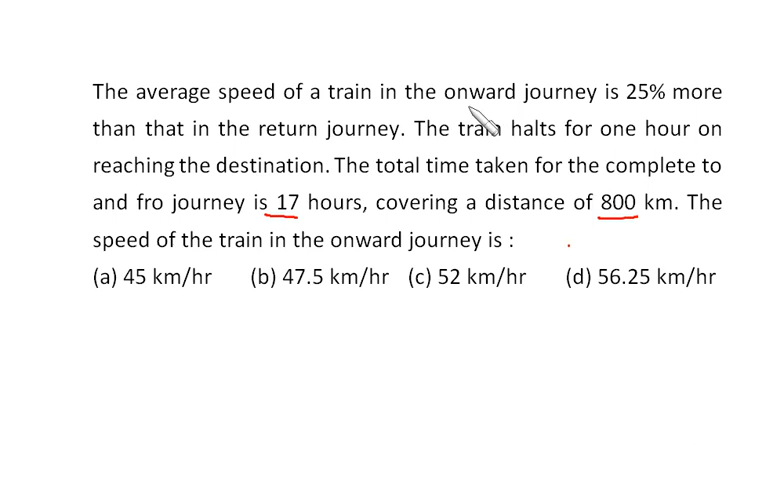 The average speed of a train in the onward journey is 25% more
than that in the return journey. The train halts for one hour on
reaching the destination. The total time taken for the complete to
and fro journey is 17 hours, covering a distance of 800 km. The
speed of the train in the onward journey is :
(a) 45 km/hr (b) 47.5 km/hr (c) 52 km/hr (d) 56.25 km/hr